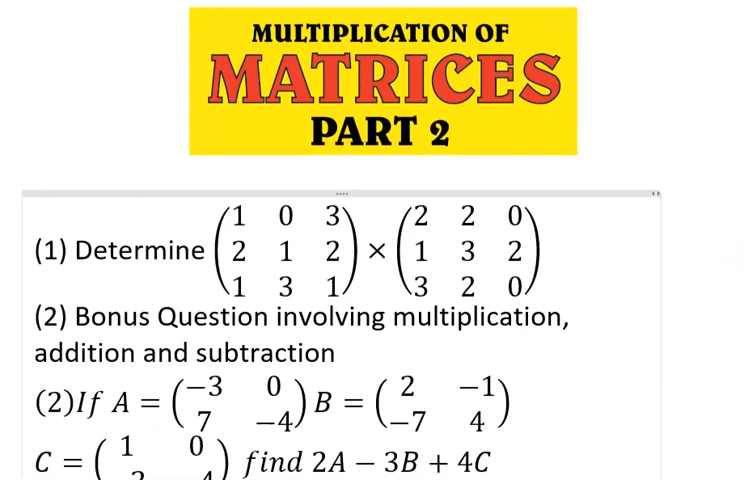 MULTIPLICATION OF
MATRICES
PART 2
(1) Determine (1 0 3
2 1 2
1 3 1) × (2 2 0
1 3 2
3 2 0)
(2) Bonus Question involving multiplication,
addition and subtraction
(2)If A = (−3 0
7 −4) B = (2 −1
−7 4)
C = (1 0
) find 2A − 3B + 4C